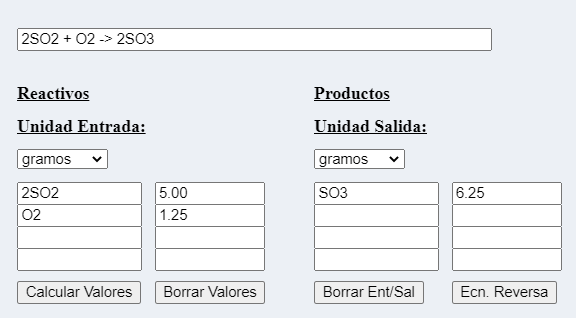 2SO2 + O2 -> 2SO3
Reactivos Productos
Unidad Entrada: Unidad Salida:
gramos gramos
2SO2 5.00 SO3 6.25
O2 1.25
Calcular Valores Borrar Valores Borrar Ent/Sal Ecn. Reversa